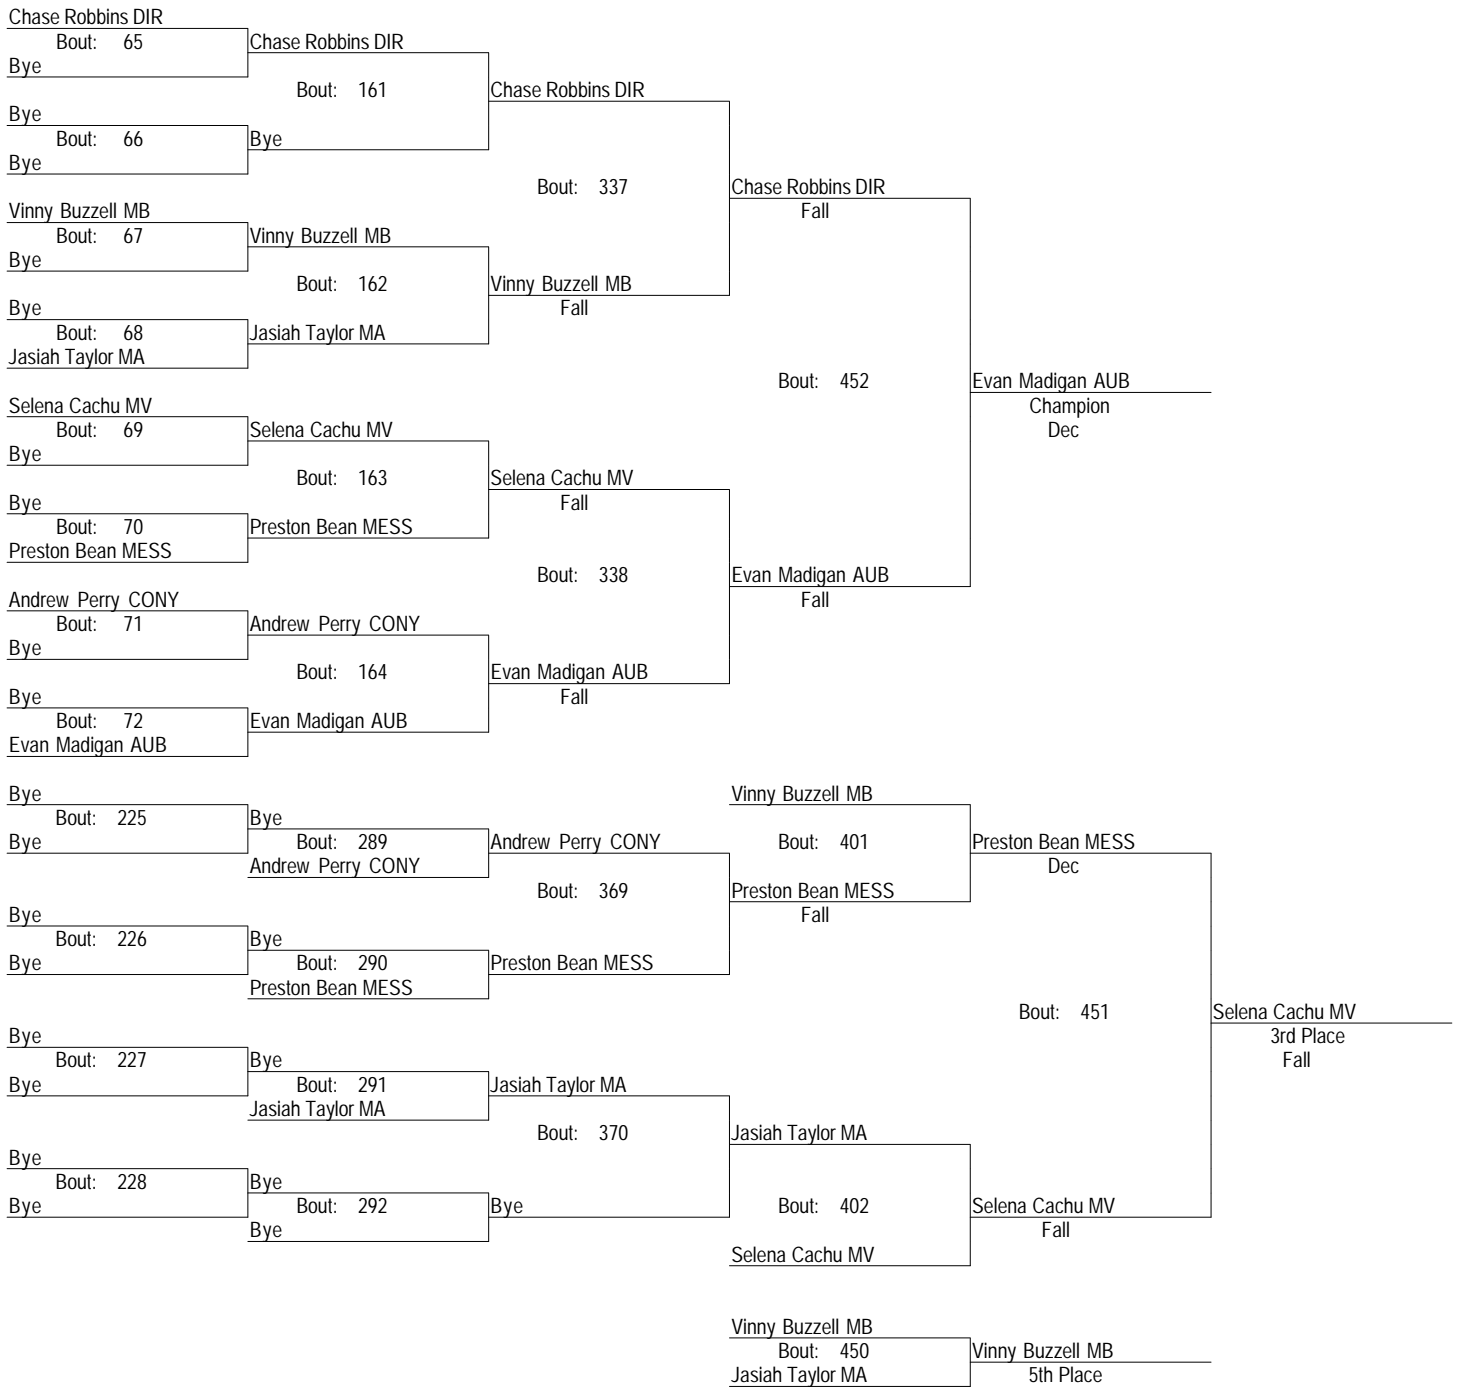 Chase Robbins DIR
Bout: 65
Chase Robbins DIR
Bye
Bout: 161
Chase Robbins DIR
Bye
Bout: 66
Bye
Bye
Bout: 337
Chase Robbins DIR
Fall
Vinny Buzzell MB
Bout: 67
Vinny Buzzell MB
Bye
Bout: 162
Vinny Buzzell MB
Fall
Bye
Bout: 68
Jasiah Taylor MA
Jasiah Taylor MA
Bout: 452
Evan Madigan AUB
Champion
Dec
Selena Cachu MV
Bout: 69
Selena Cachu MV
Bye
Bout: 163
Selena Cachu MV
Fall
Bye
Bout: 70
Preston Bean MESS
Preston Bean MESS
Bout: 338
Evan Madigan AUB
Fall
Andrew Perry CONY
Bout: 71
Andrew Perry CONY
Bye
Bout: 164
Evan Madigan AUB
Fall
Bye
Bout: 72
Evan Madigan AUB
Evan Madigan AUB
Bye
Vinny Buzzell MB
Bout: 225
Bye
Bye
Bout: 289
Andrew Perry CONY
Bout: 401
Preston Bean MESS
Dec
Andrew Perry CONY
Bout: 369
Preston Bean MESS
Fall
Bye
Bout: 226
Bye
Bye
Bout: 290
Preston Bean MESS
Preston Bean MESS
Bout: 451
Selena Cachu MV
3rd Place
Fall
Bye
Bout: 227
Bye
Bye
Bout: 291
Jasiah Taylor MA
Jasiah Taylor MA
Bout: 370
Jasiah Taylor MA
Bye
Bout: 228
Bye
Bye
Bout: 292
Bye
Bout: 402
Selena Cachu MV
Fall
Bye
Selena Cachu MV
Vinny Buzzell MB
Bout: 450
Vinny Buzzell MB
Jasiah Taylor MA
5th Place